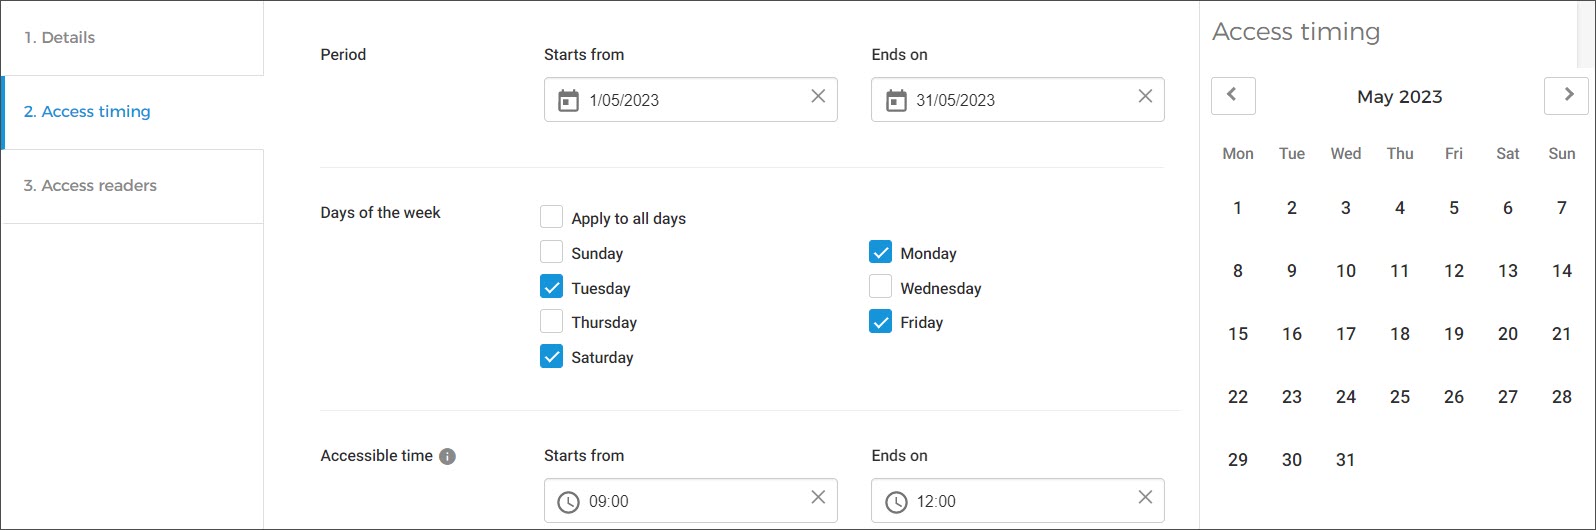 1. Details
2. Access timing
3. Access readers
Period
Starts from
Ends on
1/05/2023
31/05/2023
Days of the week
Apply to all days
Sunday
Monday
Tuesday
Wednesday
Thursday
Friday
Saturday
Accessible time
Starts from
Ends on
09:00
12:00
Access timing
May 2023
Mon Tue Wed Thu Fri Sat Sun
1 2 3 4 5 6 7
8 9 10 11 12 13 14
15 16 17 18 19 20 21
22 23 24 25 26 27 28
29 30 31